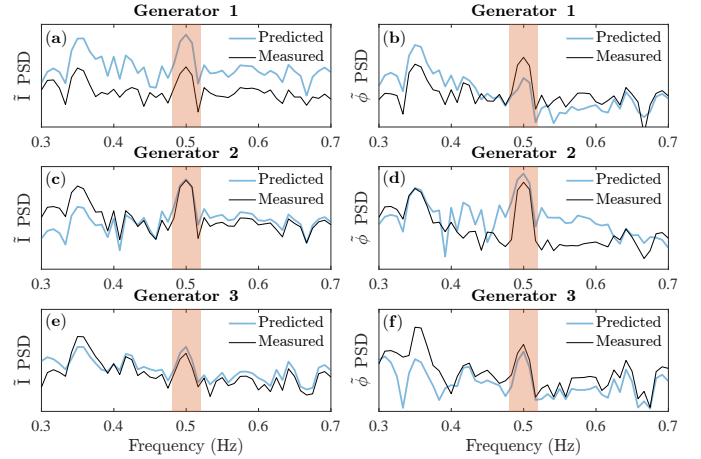 Generator 1 Generator 1
(a) Predicted (b) Predicted
Measured Measured
Ĩ PSD ϕ̃ PSD
0.3 0.4 0.5 0.6 0.7 0.3 0.4 0.5 0.6 0.7
Generator 2 Generator 2
(c) Predicted (d) Predicted
Measured Measured
Ĩ PSD ϕ̃ PSD
0.3 0.4 0.5 0.6 0.7 0.3 0.4 0.5 0.6 0.7
Generator 3 Generator 3
(e) Predicted (f) Predicted
Measured Measured
Ĩ PSD ϕ̃ PSD
0.3 0.4 0.5 0.6 0.7 0.3 0.4 0.5 0.6 0.7
Frequency (Hz) Frequency (Hz)